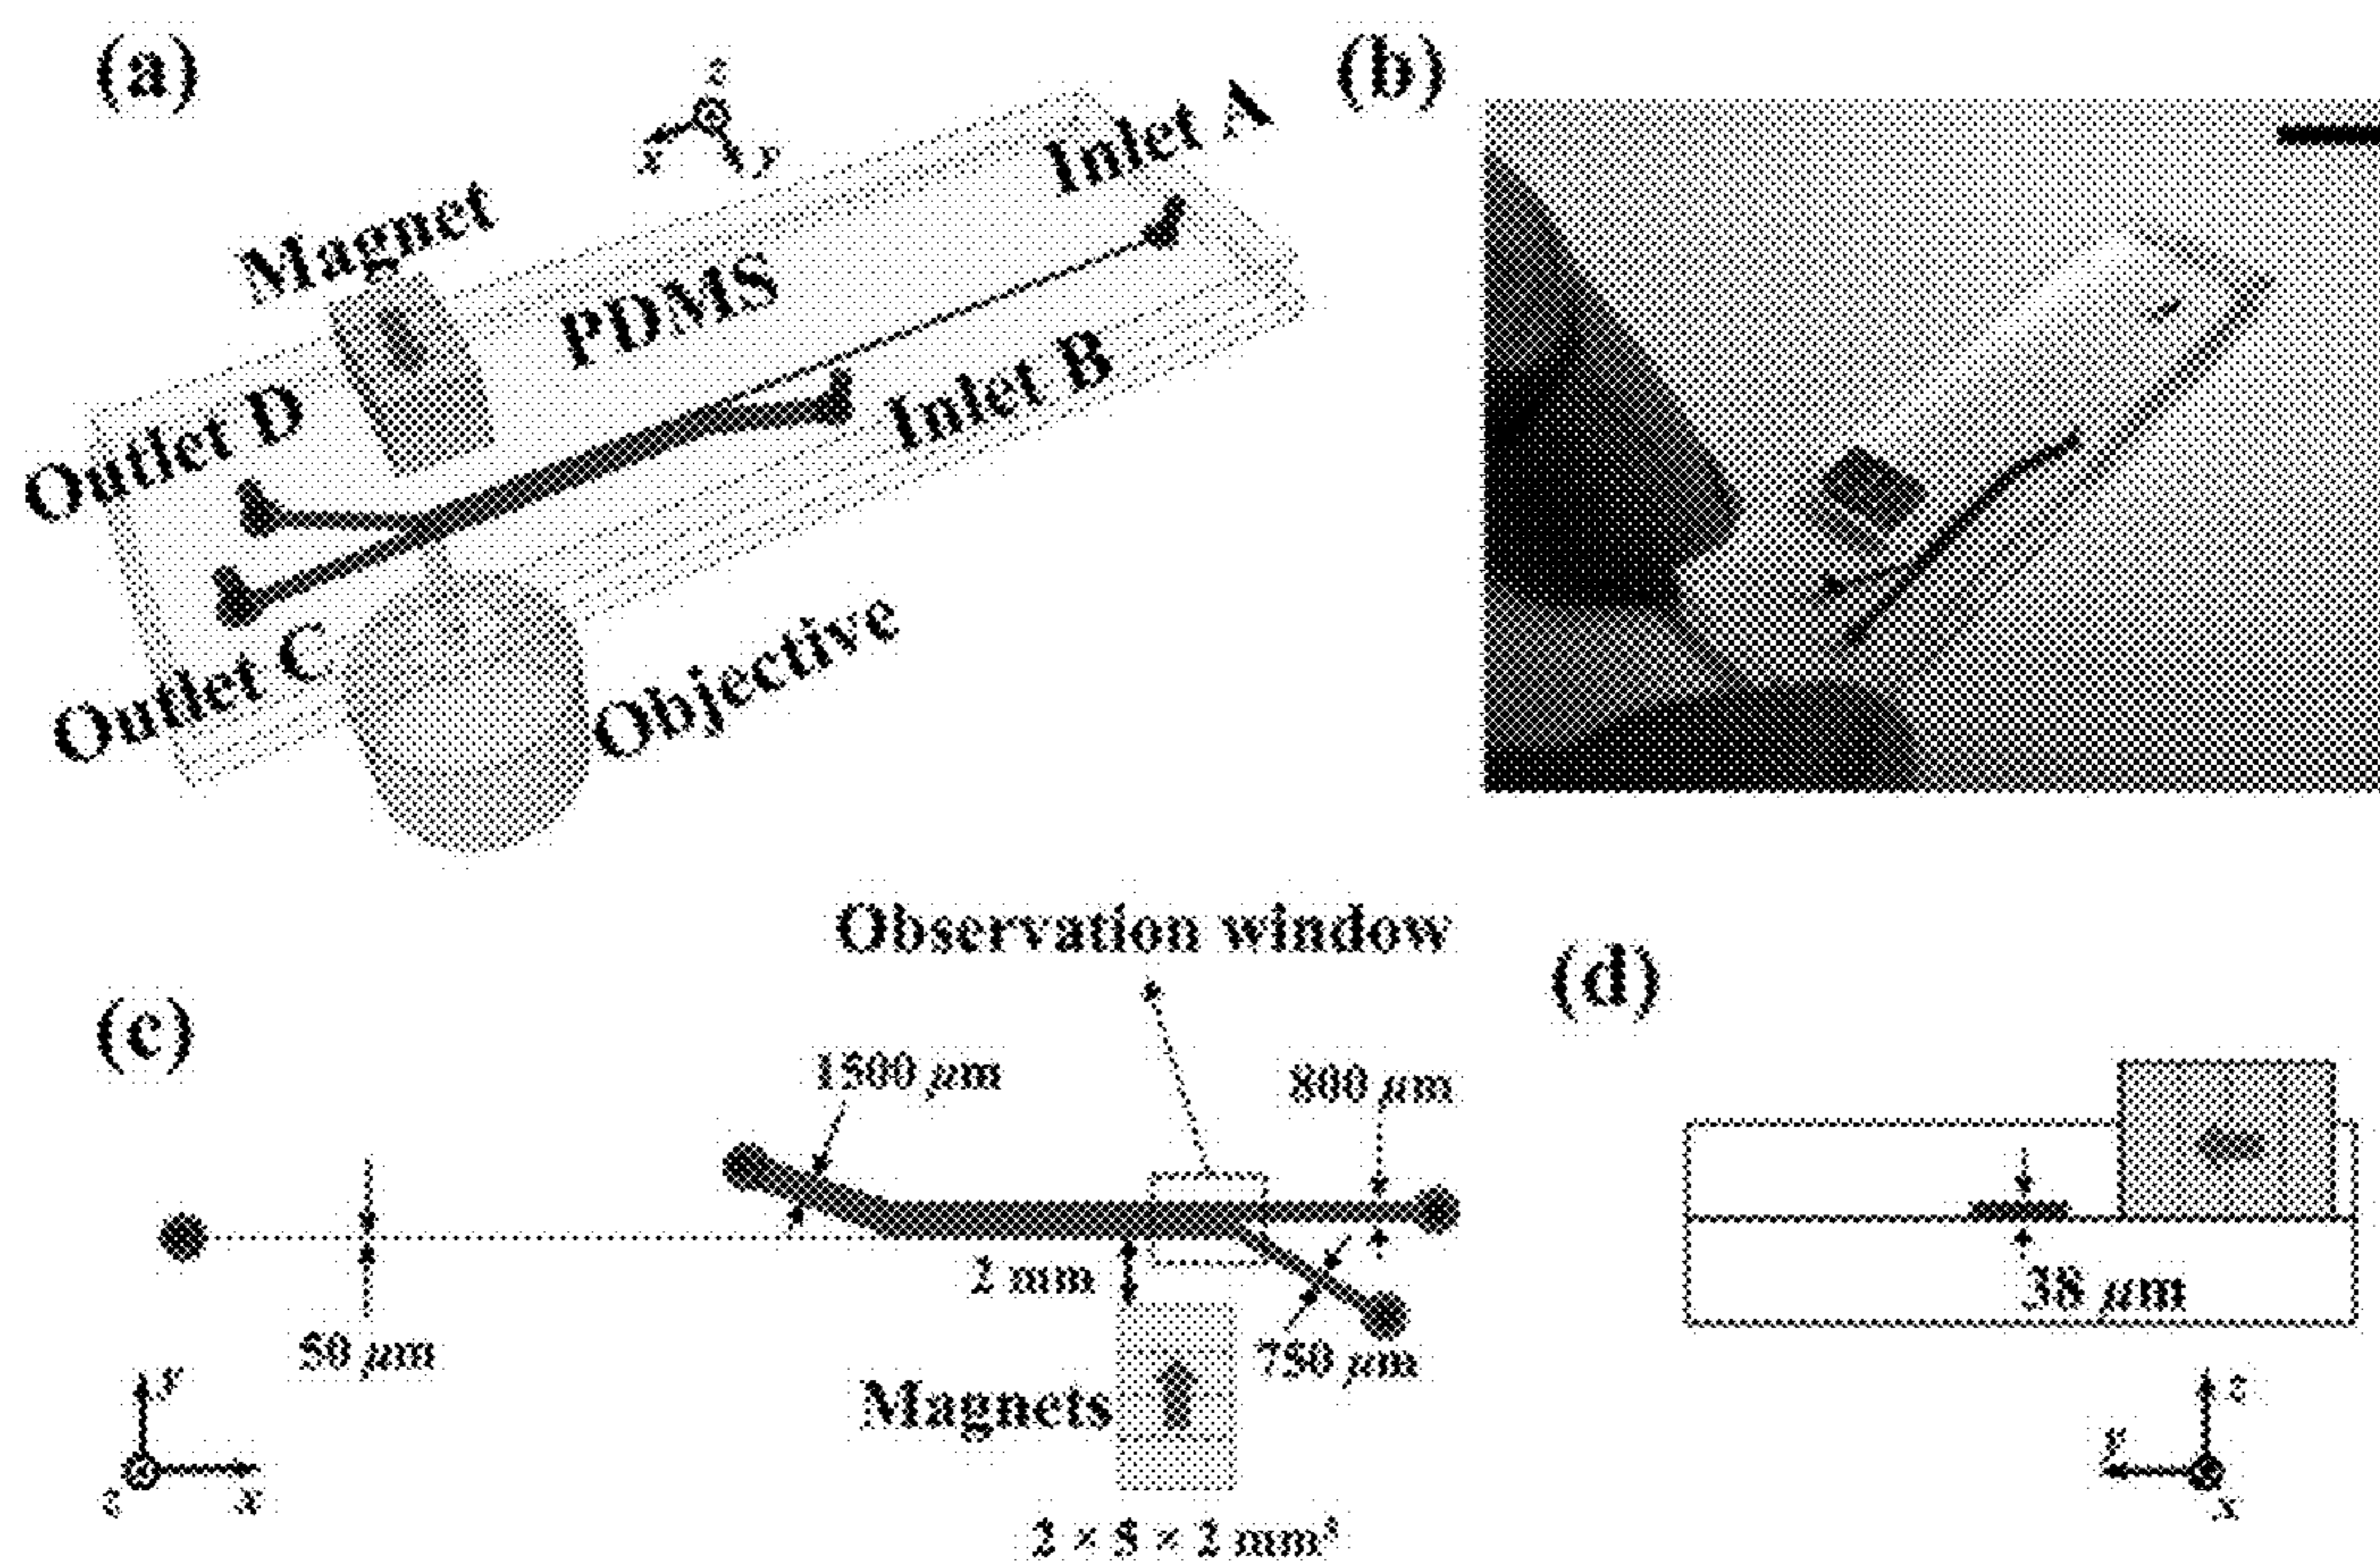 (a)
z
x
y
Inlet A
Magnet
PDMS
Inlet B
Outlet D
Outlet C
Objective
(b)
(c)
Observation window
1500 µm
800 µm
2 mm
50 µm
750 µm
Magnets
y
z
x
(d)
38 µm
z
y
x